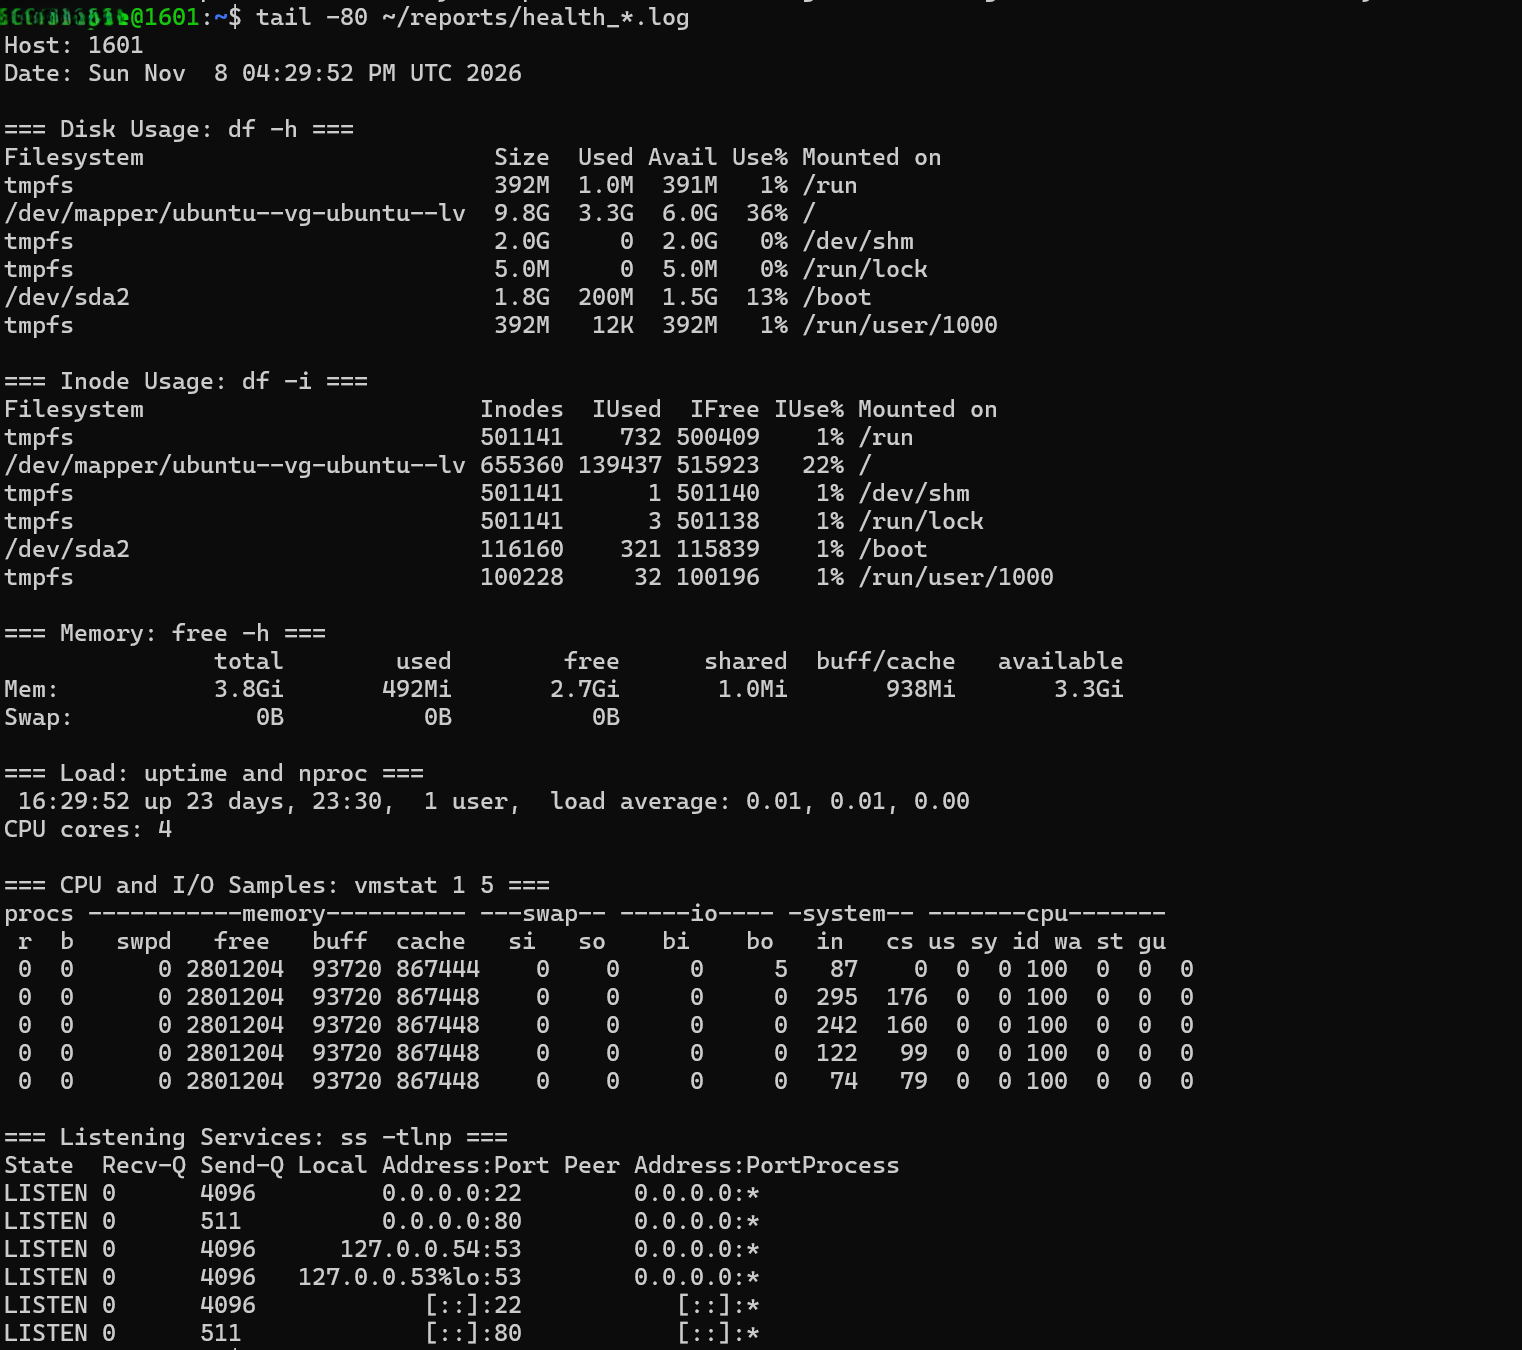 @1601:~$ tail -80 ~/reports/health_*.log
Host: 1601
Date: Sun Nov  8 04:29:52 PM UTC 2026

=== Disk Usage: df -h ===
Filesystem                         Size  Used Avail Use% Mounted on
tmpfs                              392M  1.0M  391M   1% /run
/dev/mapper/ubuntu--vg-ubuntu--lv  9.8G  3.3G  6.0G  36% /
tmpfs                              2.0G     0  2.0G   0% /dev/shm
tmpfs                              5.0M     0  5.0M   0% /run/lock
/dev/sda2                          1.8G  200M  1.5G  13% /boot
tmpfs                              392M   12K  392M   1% /run/user/1000

=== Inode Usage: df -i ===
Filesystem                        Inodes  IUsed  IFree IUse% Mounted on
tmpfs                             501141    732 500409    1% /run
/dev/mapper/ubuntu--vg-ubuntu--lv 655360 139437 515923   22% /
tmpfs                             501141      1 501140    1% /dev/shm
tmpfs                             501141      3 501138    1% /run/lock
/dev/sda2                         116160    321 115839    1% /boot
tmpfs                             100228     32 100196    1% /run/user/1000

=== Memory: free -h ===
               total        used        free      shared  buff/cache   available
Mem:           3.8Gi       492Mi       2.7Gi       1.0Mi       938Mi       3.3Gi
Swap:             0B          0B          0B

=== Load: uptime and nproc ===
 16:29:52 up 23 days, 23:30,  1 user,  load average: 0.01, 0.01, 0.00
CPU cores: 4

=== CPU and I/O Samples: vmstat 1 5 ===
procs -----------memory---------- ---swap-- -----io---- -system-- -------cpu-------
 r  b   swpd   free   buff  cache   si   so    bi    bo   in   cs us sy id wa st gu
 0  0      0 2801204  93720 867444    0    0     0     5   87    0  0  0 100  0  0  0
 0  0      0 2801204  93720 867448    0    0     0     0  295  176  0  0 100  0  0  0
 0  0      0 2801204  93720 867448    0    0     0     0  242  160  0  0 100  0  0  0
 0  0      0 2801204  93720 867448    0    0     0     0  122   99  0  0 100  0  0  0
 0  0      0 2801204  93720 867448    0    0     0     0   74   79  0  0 100  0  0  0

=== Listening Services: ss -tlnp ===
State  Recv-Q Send-Q Local Address:Port Peer Address:PortProcess
LISTEN 0      4096         0.0.0.0:22        0.0.0.0:*
LISTEN 0      511          0.0.0.0:80        0.0.0.0:*
LISTEN 0      4096      127.0.0.54:53        0.0.0.0:*
LISTEN 0      4096   127.0.0.53%lo:53        0.0.0.0:*
LISTEN 0      4096            [::]:22           [::]:*
LISTEN 0      511             [::]:80           [::]:*